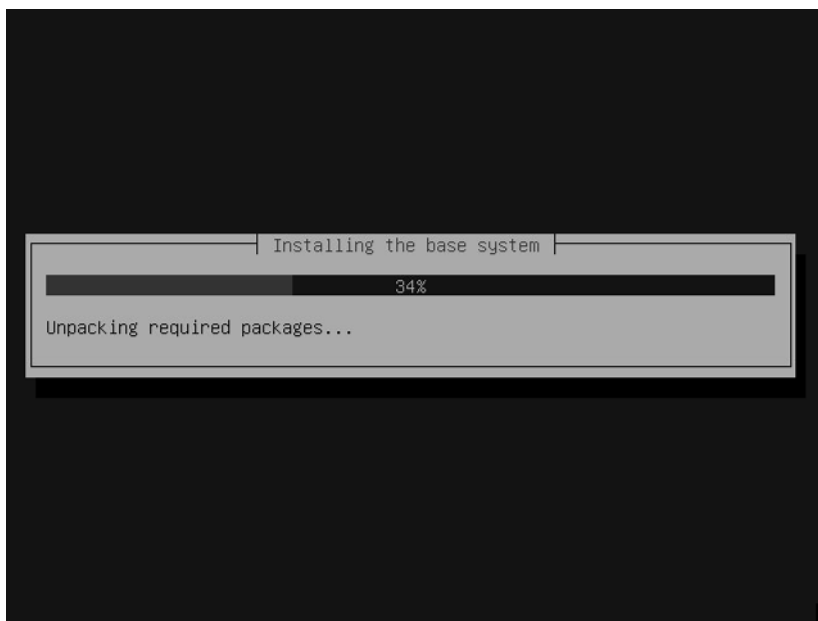 Installing the base system
34%
Unpacking required packages...